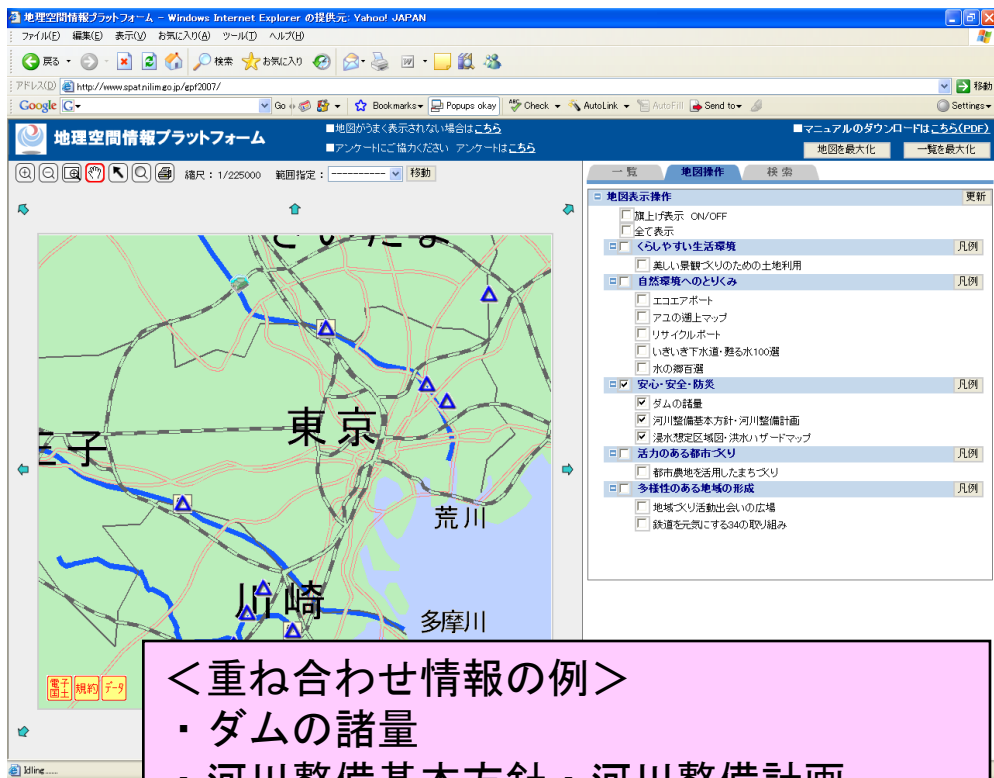 地理空間情報プラットフォーム - Windows Internet Explorer の提供元: Yahoo! JAPAN
ファイル(F) 編集(E) 表示(V) お気に入り(A) ツール(T) ヘルプ(H)
戻る 検索 お気に入り
アドレス(D) http://www.spat.nilim.go.jp/gpf2007/ 移動
Google G Go Bookmarks Popups okay Check AutoLink AutoFill Send to Settings
地理空間情報プラットフォーム
■地図がうまく表示されない場合はこちら
■アンケートにご協力ください アンケートはこちら
■マニュアルのダウンロードはこちら(PDF)
地図を最大化 一覧を最大化
縮尺：1/225000 範囲指定：---------- 移動
一覧 地図操作 検索
地図表示操作 更新
旗上げ表示 ON/OFF
全て表示
くらしやすい生活環境 凡例
美しい景観づくりのための土地利用
自然環境へのとりくみ 凡例
エコエアポート
アユの遡上マップ
リサイクルポート
いきいき下水道・甦る水100選
水の郷百選
安心・安全・防災 凡例
ダムの諸量
河川整備基本方針・河川整備計画
浸水想定区域図・洪水ハザードマップ
活力のある都市づくり 凡例
都市農地を活用したまちづくり
多様性のある地域の形成 凡例
地域づくり活動出会いの広場
鉄道を元気にする34の取り組み
さいたま
東京
王子
荒川
川崎
多摩川
電子国土 規約 データ
＜重ね合わせ情報の例＞
・ダムの諸量
・河川整備基本方針・河川整備計画
Idling.....